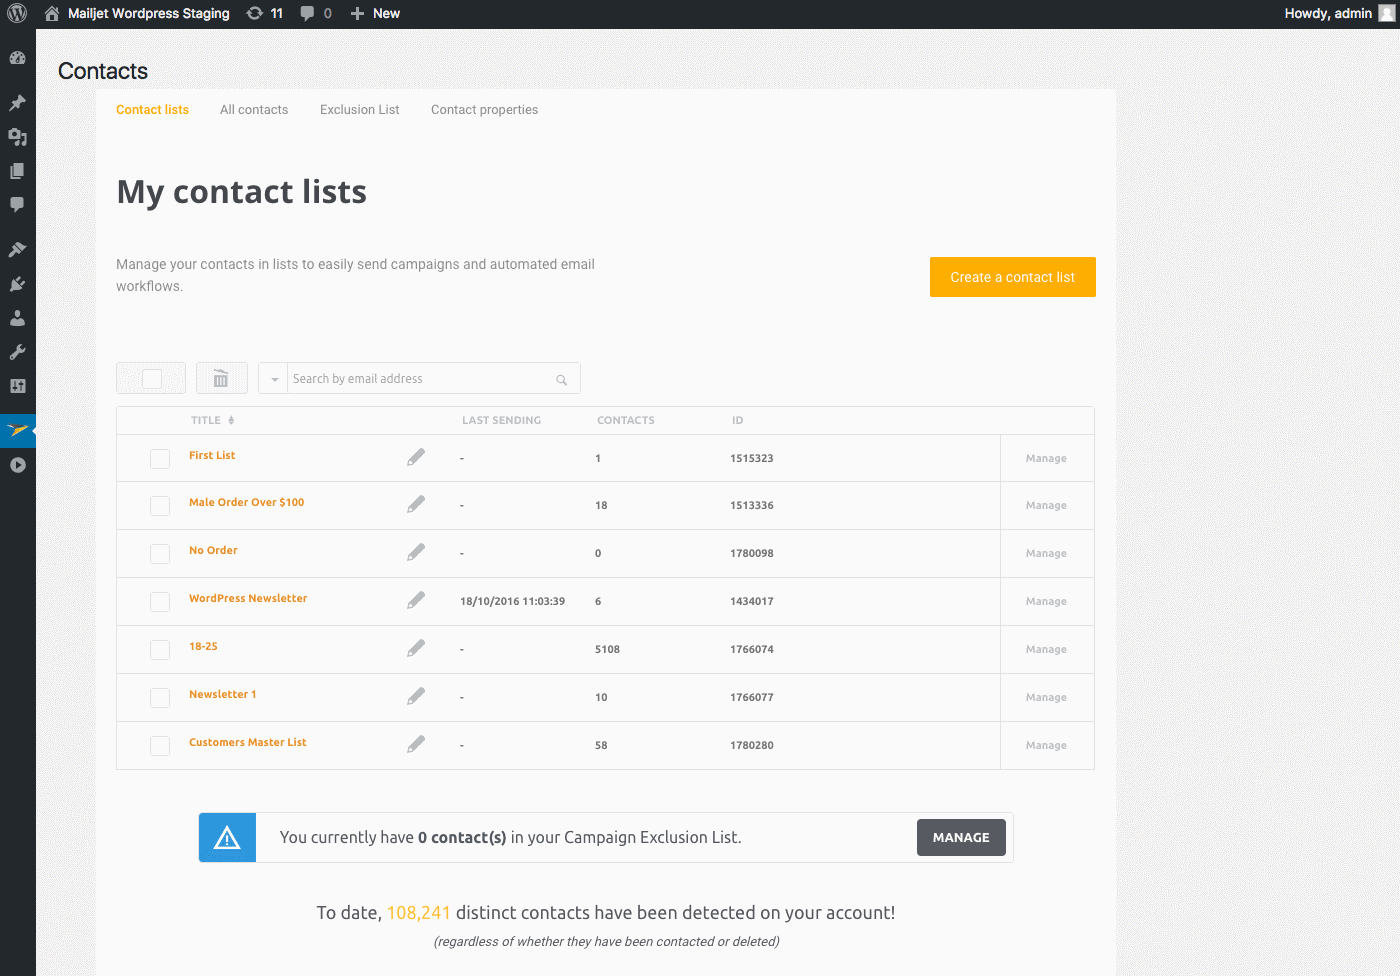 Mailjet Wordpress Staging 11 0 New Howdy, admin
Contacts
Contact lists All contacts Exclusion List Contact properties
My contact lists
Manage your contacts in lists to easily send campaigns and automated email
workflows.
Create a contact list
Search by email address
TITLE LAST SENDING CONTACTS ID
First List - 1 1515323 Manage
Male Order Over $100 - 18 1513336 Manage
No Order - 0 1780098 Manage
WordPress Newsletter 18/10/2016 11:03:39 6 1434017 Manage
18-25 - 5108 1766074 Manage
Newsletter 1 - 10 1766077 Manage
Customers Master List - 58 1780280 Manage
You currently have 0 contact(s) in your Campaign Exclusion List. MANAGE
To date, 108,241 distinct contacts have been detected on your account!
(regardless of whether they have been contacted or deleted)